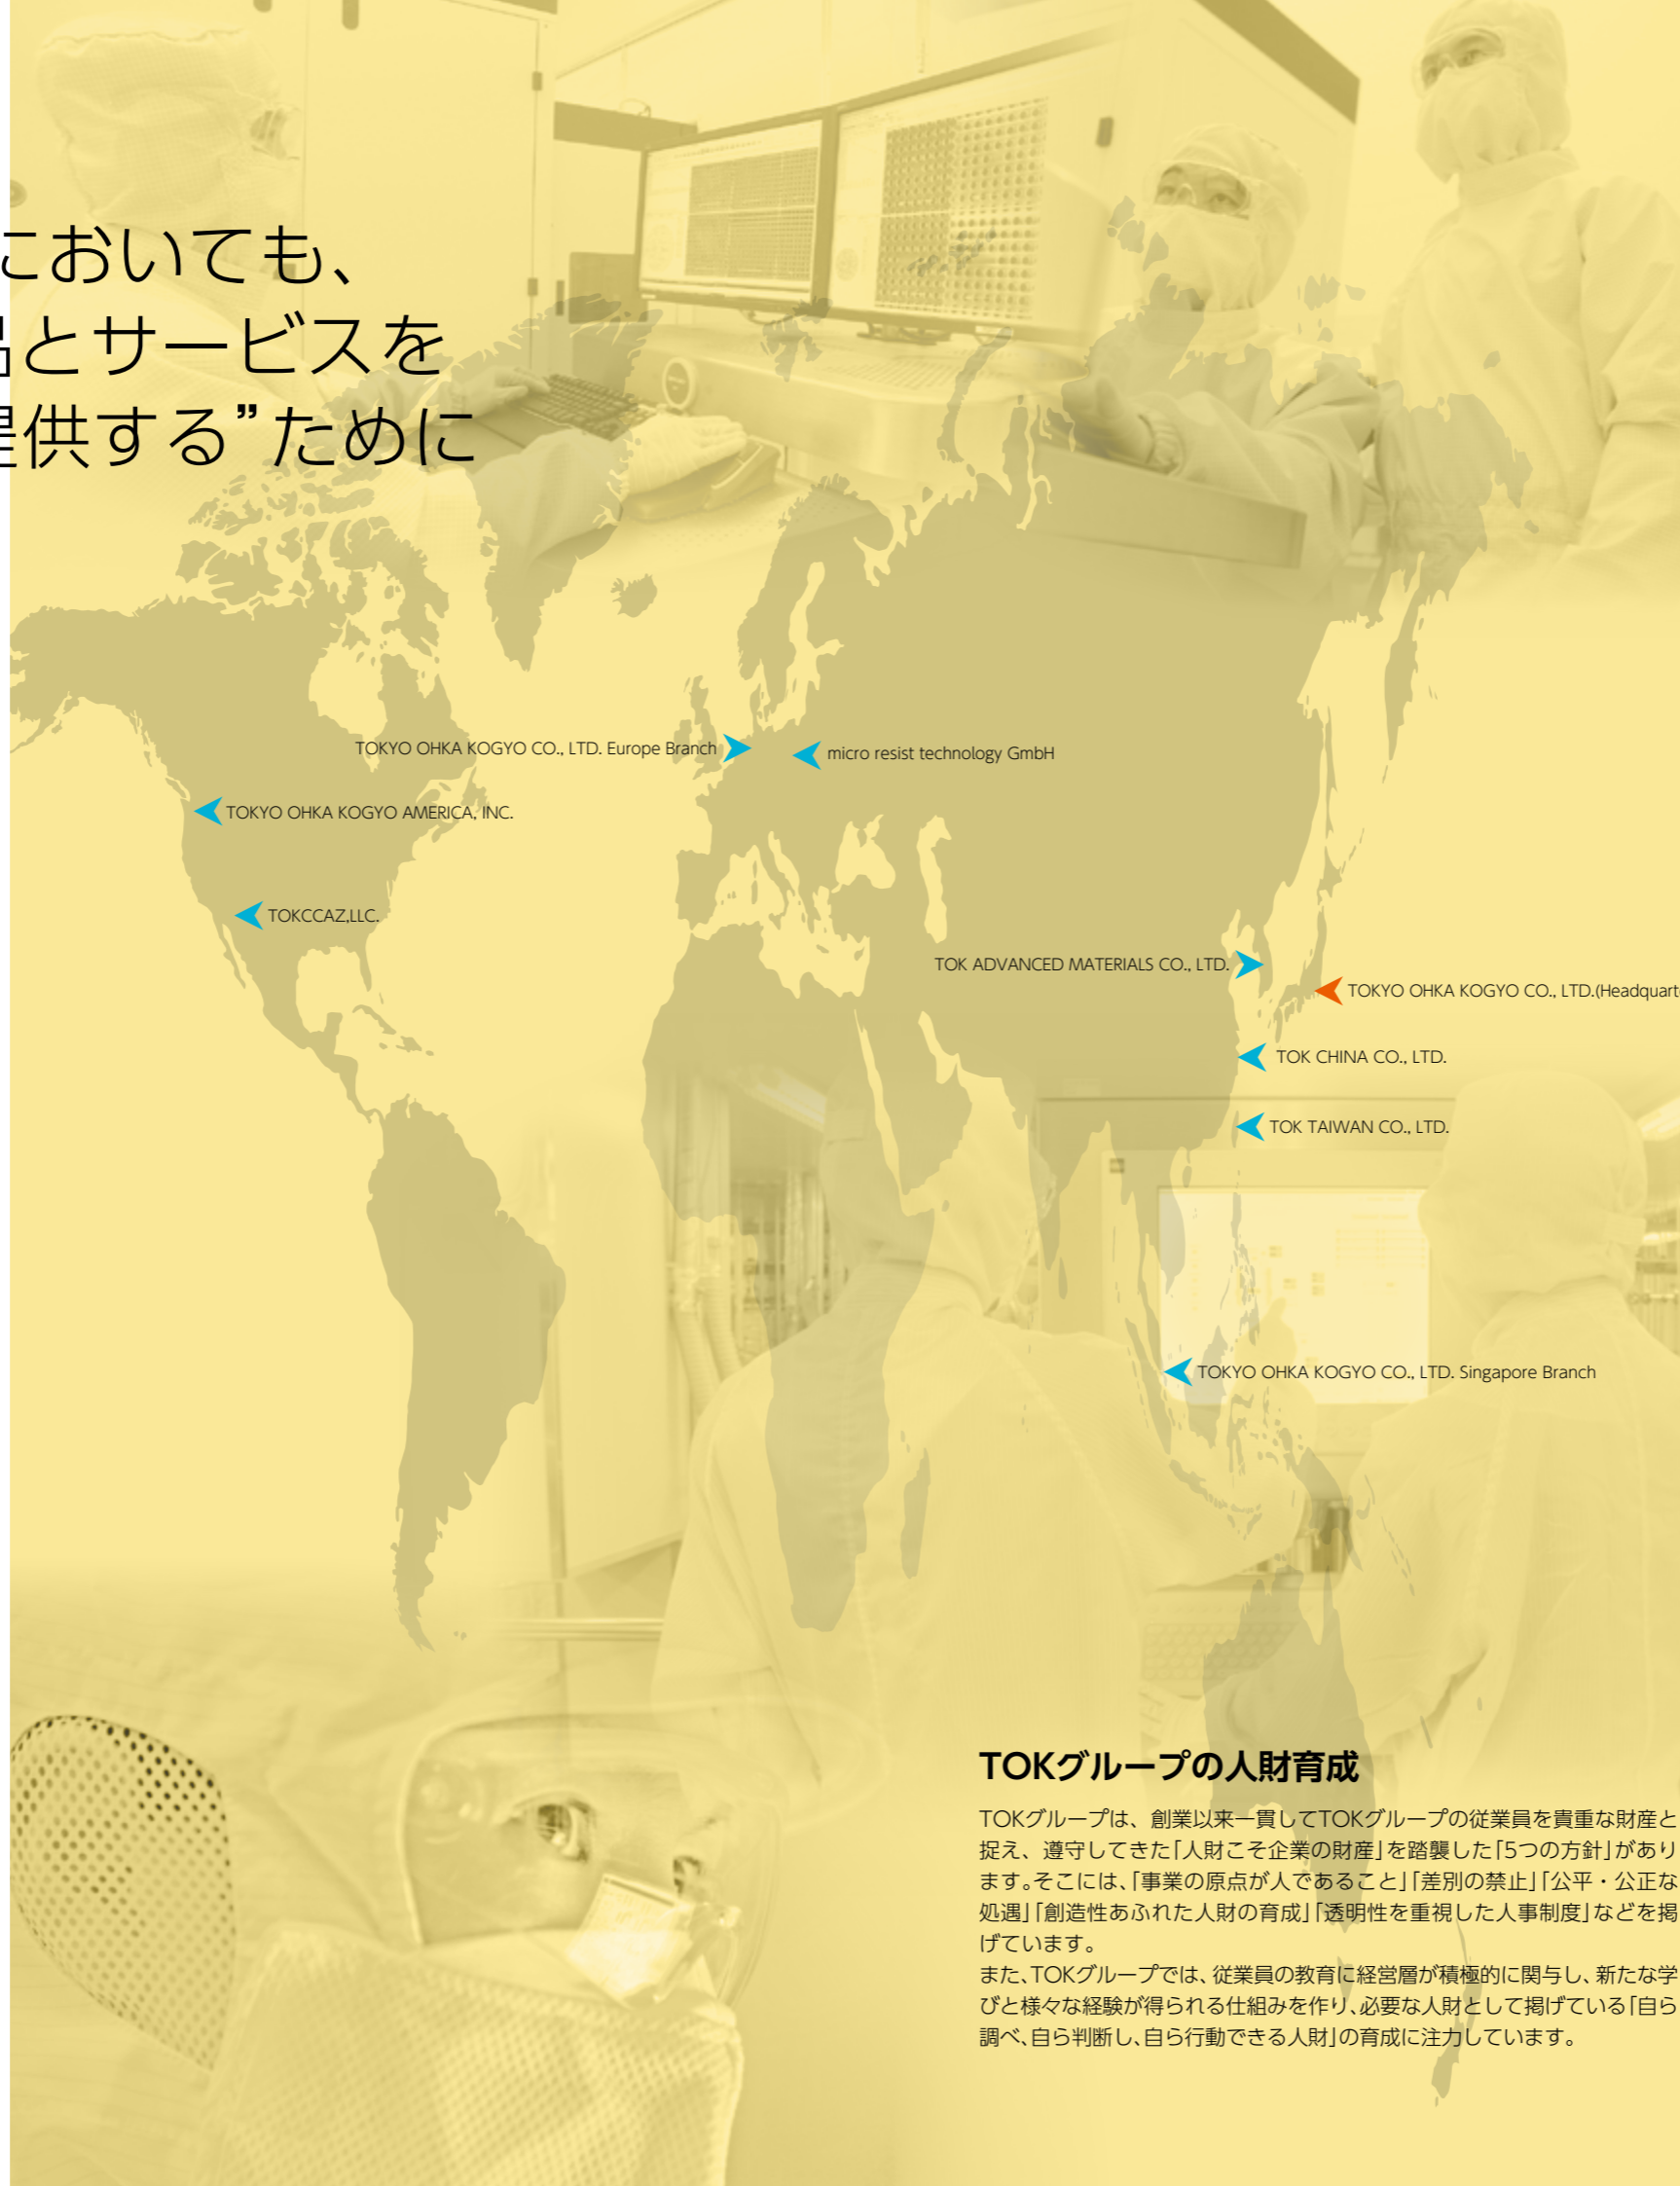 においても、
とサービスを
供する”ために
TOKYO OHKA KOGYO CO., LTD. Europe Branch
micro resist technology GmbH
TOKYO OHKA KOGYO AMERICA, INC.
TOKCCAZ,LLC.
TOK ADVANCED MATERIALS CO., LTD.
TOKYO OHKA KOGYO CO., LTD.(Headquart
TOK CHINA CO., LTD.
TOK TAIWAN CO., LTD.
TOKYO OHKA KOGYO CO., LTD. Singapore Branch
TOKグループの人財育成
TOKグループは、創業以来一貫してTOKグループの従業員を貴重な財産と
捉え、遵守してきた「人財こそ企業の財産」を踏襲した「5つの方針」があり
ます。そこには、「事業の原点が人であること」「差別の禁止」「公平・公正な
処遇」「創造性あふれた人財の育成」「透明性を重視した人事制度」などを掲
げています。
また、TOKグループでは、従業員の教育に経営層が積極的に関与し、新たな学
びと様々な経験が得られる仕組みを作り、必要な人財として掲げている「自ら
調べ、自ら判断し、自ら行動できる人財」の育成に注力しています。